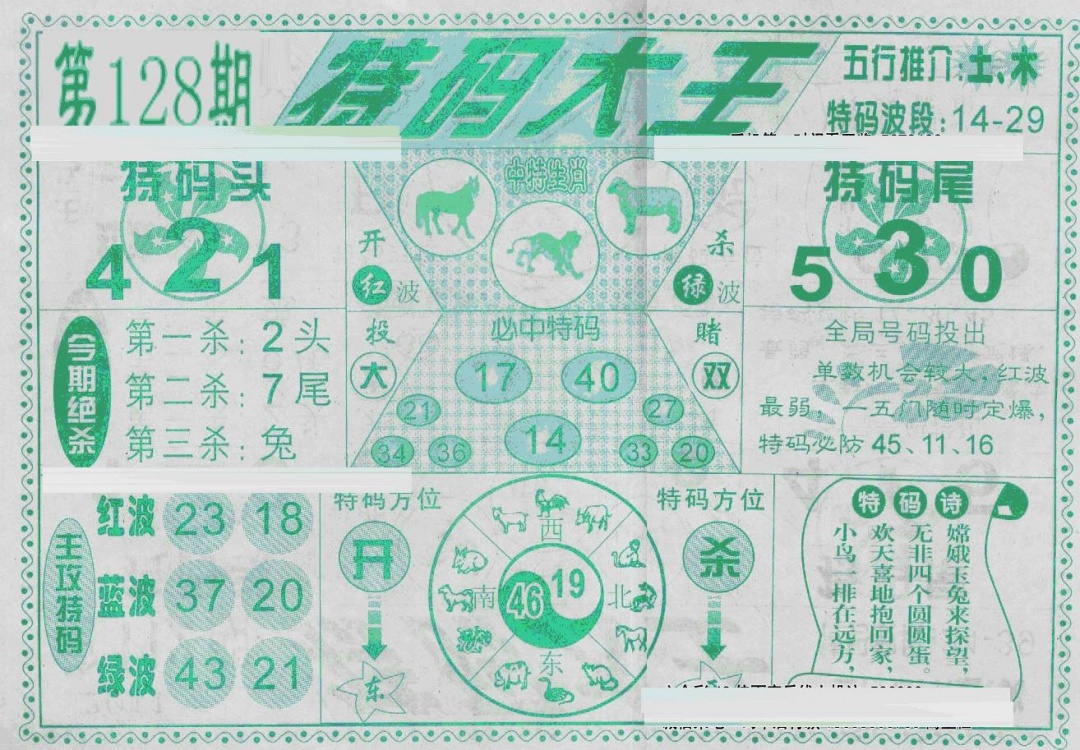 第128期
特码大王
五行推介:土、木
特码波段:14-29
特码头
4 2 1
中特生肖
开
红波
杀
绿波
特码尾
5 3 0
今期绝杀
第一杀:2头
第二杀:7尾
第三杀:兔
投
大
必中特码
17 40
21 14 27
34 36 33 20
赌
双
全局号码投出
单数机会较大,红波
最弱,一五门随时定爆,
特码必防45、11、16
主攻特码
红波 23 18
蓝波 37 20
绿波 43 21
特码方位
开
东
西
南
北
东
46 19
特码方位
杀
特码诗
嫦娥玉兔来探望,
无非四个圆圆蛋。
欢天喜地抱回家,
小鸟一排在远方,